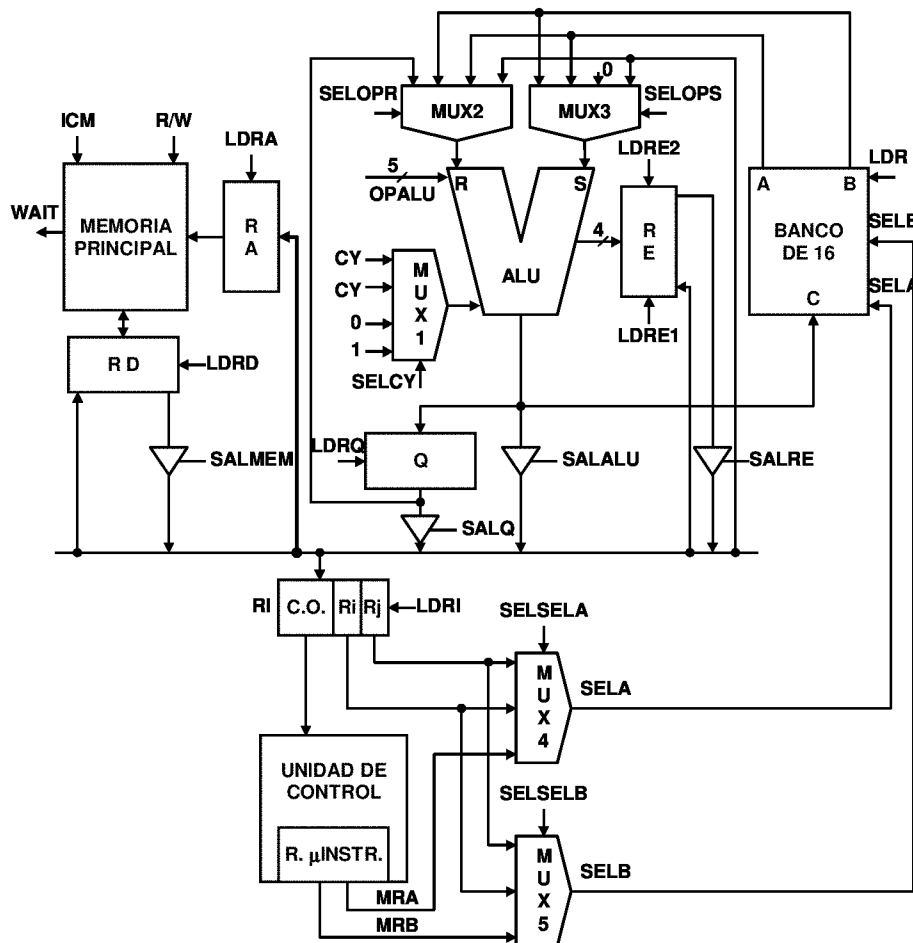 0
SELOPR
MUX2
MUX3
SELOPS
ICM
R/W
LDRA
LDRE2
5
OPALU
R
S
A
B
LDR
WAIT
MEMORIA
PRINCIPAL
R
A
4
R
E
BANCO
DE 16
SELB
SELA
C
CY
CY
0
1
M
U
X
1
ALU
SELCY
LDRE1
R D
LDRD
LDRQ
Q
SALMEM
SALALU
SALRE
SALQ
RI
C.O.
Ri
Rj
LDRI
SELSELA
M
U
X
4
SELA
UNIDAD DE
CONTROL
SELSELB
R. µINSTR.
M
U
X
5
SELB
MRA
MRB